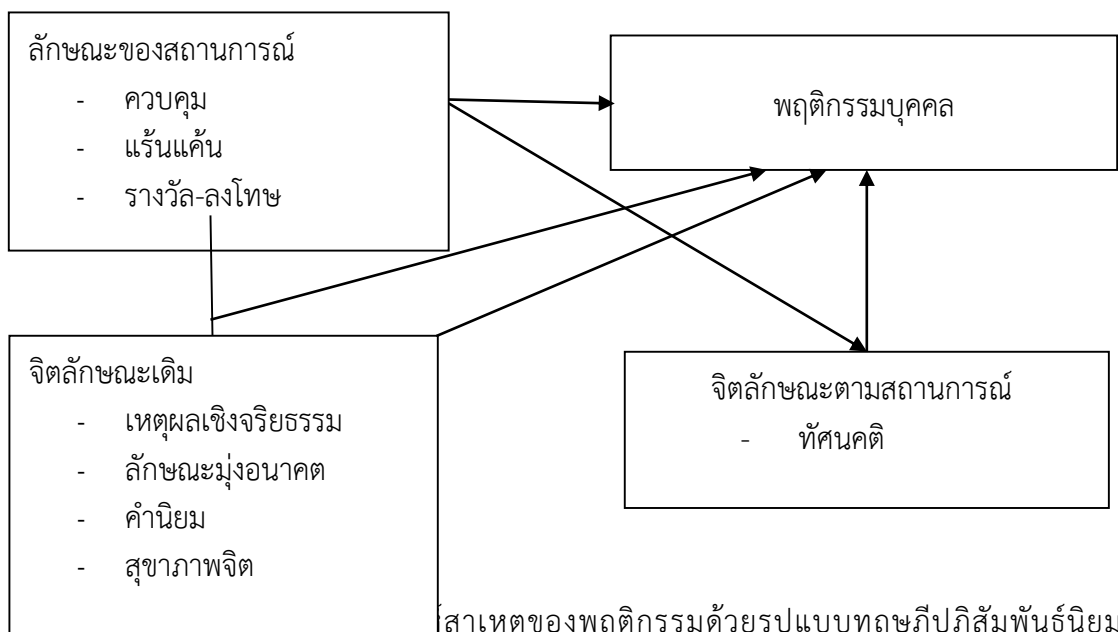 ลักษณะของสถานการณ์
- ควบคุม
- แร้นแค้น
- รางวัล-ลงโทษ
พฤติกรรมบุคคล
จิตลักษณะเดิม
- เหตุผลเชิงจริยธรรม
- ลักษณะมุ่งอนาคต
- คำนิยม
- สุขาภาพจิต
จิตลักษณะตามสถานการณ์
- ทัศนคติ
สาเหตุของพฤติกรรมด้วยรูปแบบทฤษฎีปฏิสัมพันธ์นิยม